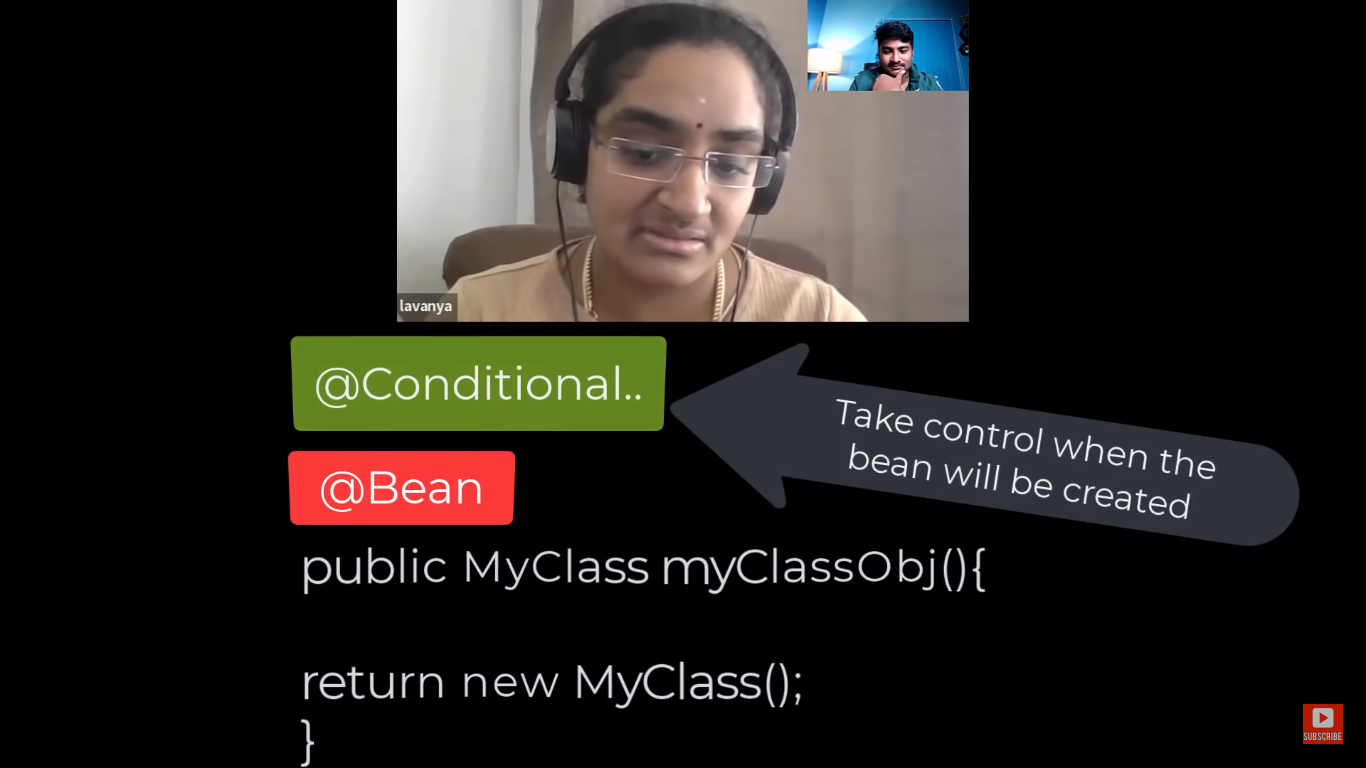 lavanya
@Conditional..
Take control when the
bean will be created
@Bean
public MyClass myClassObj(){
return new MyClass();
}
SUBSCRIBE